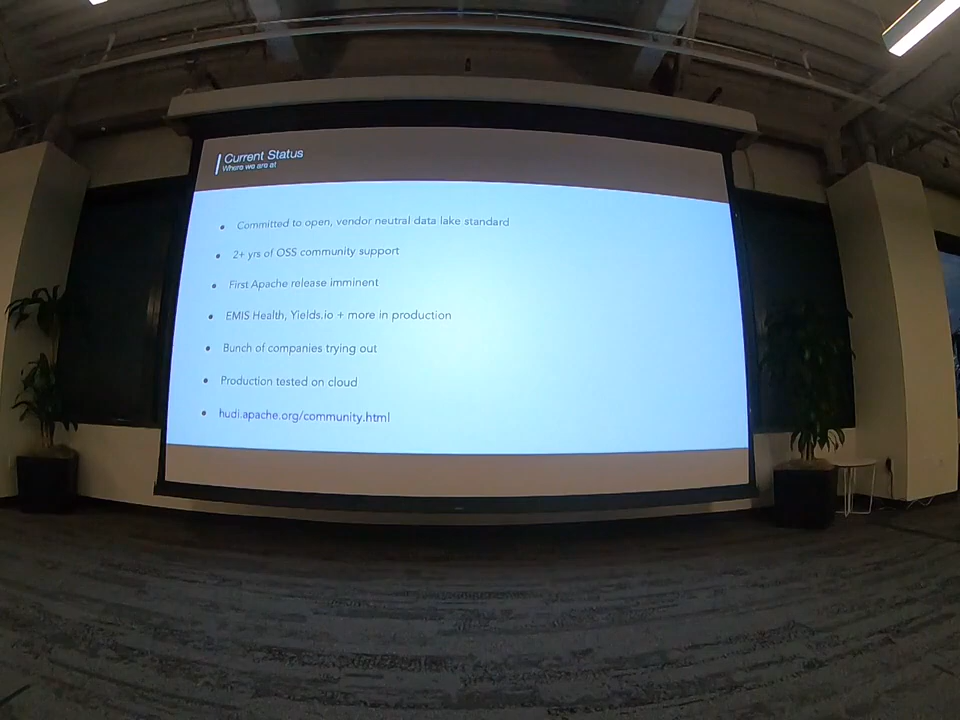 Current Status
Where we are at
Committed to open, vendor neutral data lake standard
2+ yrs of OSS community support
First Apache release imminent
EMIS Health, Yields.io + more in production
Bunch of companies trying out
Production tested on cloud
hudi.apache.org/community.html